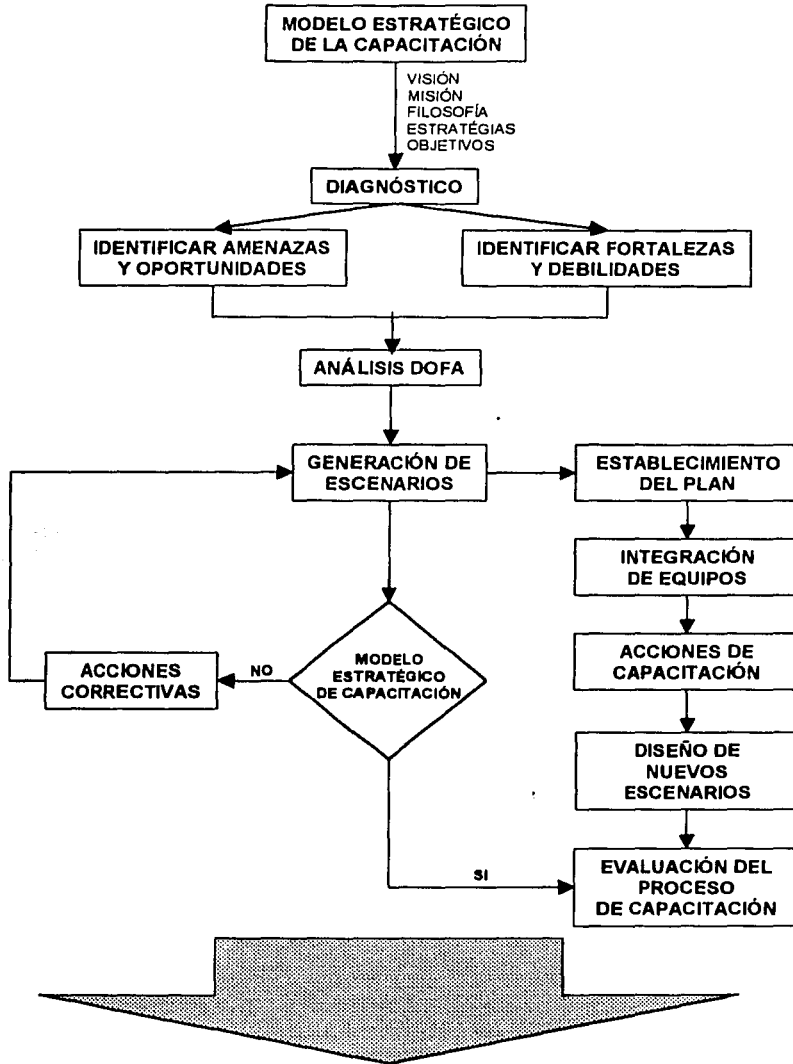 MODELO ESTRATÉGICO
DE LA CAPACITACIÓN
VISIÓN
MISIÓN
FILOSOFÍA
ESTRATÉGIAS
OBJETIVOS
DIAGNÓSTICO
IDENTIFICAR AMENAZAS
Y OPORTUNIDADES
IDENTIFICAR FORTALEZAS
Y DEBILIDADES
ANÁLISIS DOFA
GENERACIÓN DE
ESCENARIOS
ESTABLECIMIENTO
DEL PLAN
INTEGRACIÓN
DE EQUIPOS
ACCIONES
CORRECTIVAS
NO
MODELO
ESTRATÉGICO
DE CAPACITACIÓN
ACCIONES DE
CAPACITACIÓN
DISEÑO DE
NUEVOS
ESCENARIOS
SI
EVALUACIÓN DEL
PROCESO
DE CAPACITACIÓN